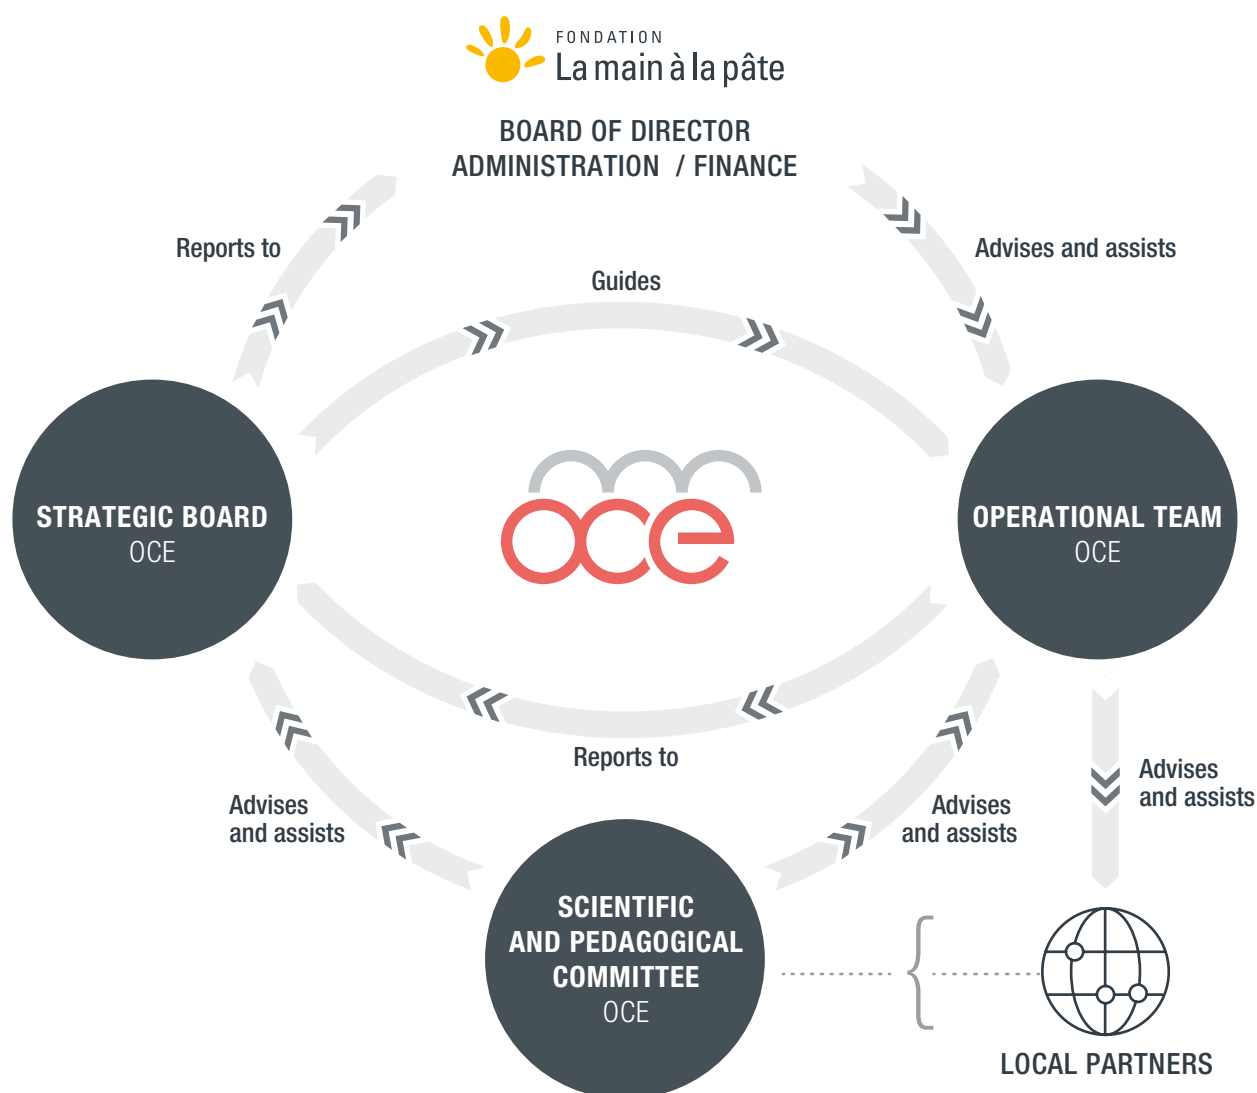 FONDATION
La main à la pâte
BOARD OF DIRECTOR
ADMINISTRATION / FINANCE
Reports to
Advises and assists
Guides
STRATEGIC BOARD
OCE
oce
OPERATIONAL TEAM
OCE
Reports to
Advises
and assists
Advises
and assists
Advises
and assists
SCIENTIFIC
AND PEDAGOGICAL
COMMITTEE
OCE
LOCAL PARTNERS